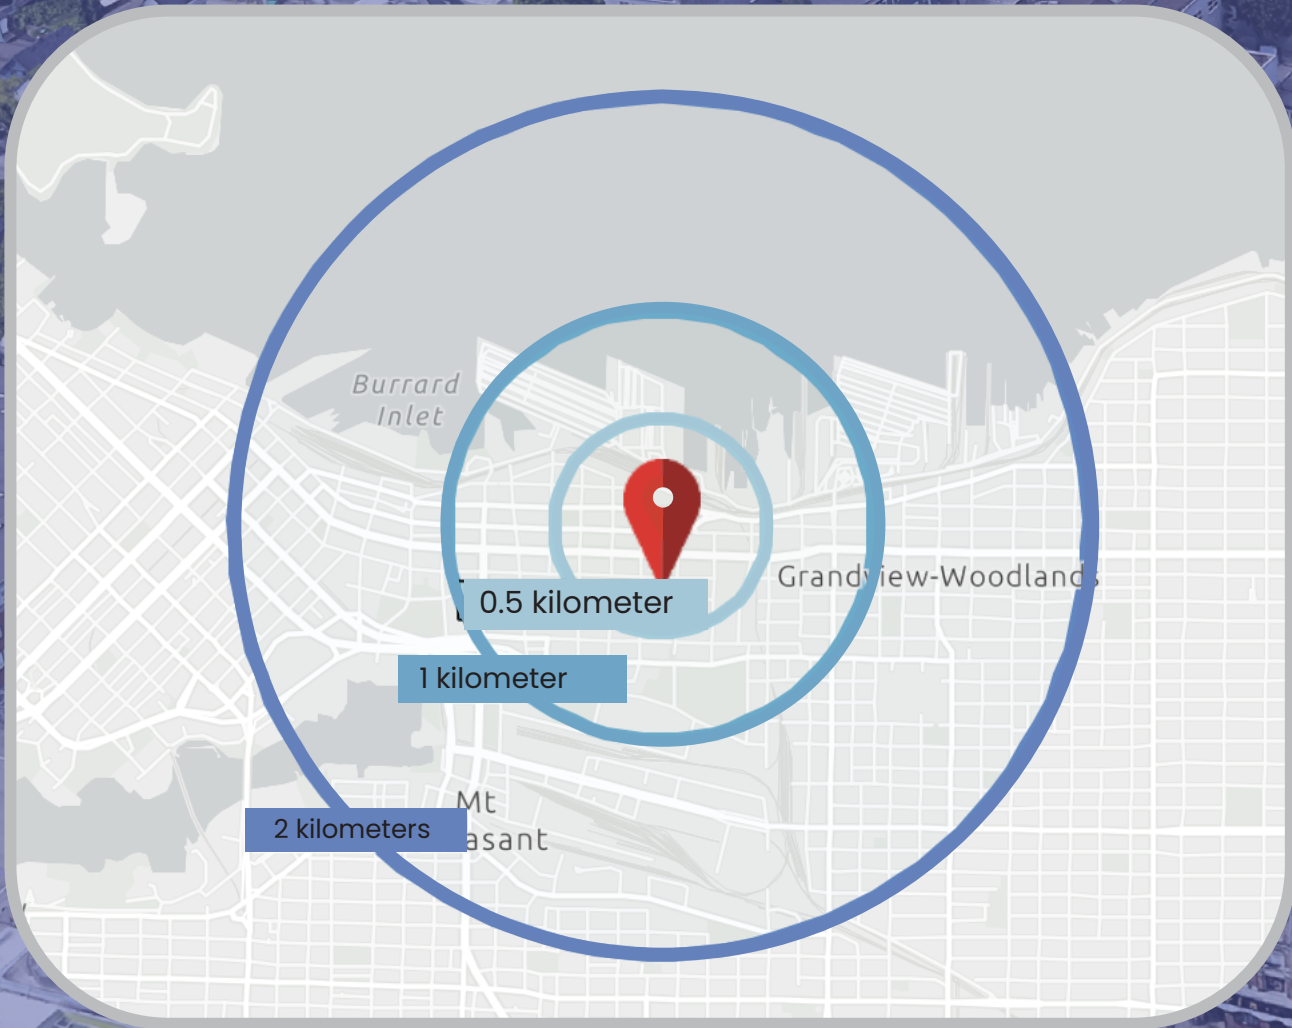 Burrard
Inlet
Grandview-Woodlands
0.5 kilometer
1 kilometer
Mt
2 kilometers
asant